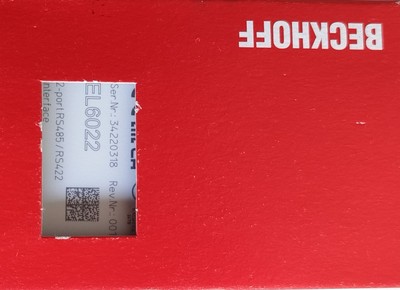 BECKHOFF
EL6022
Ser.Nr.: 34220318 Rev.Nr.: 001
2-port RS485/RS422
Interface